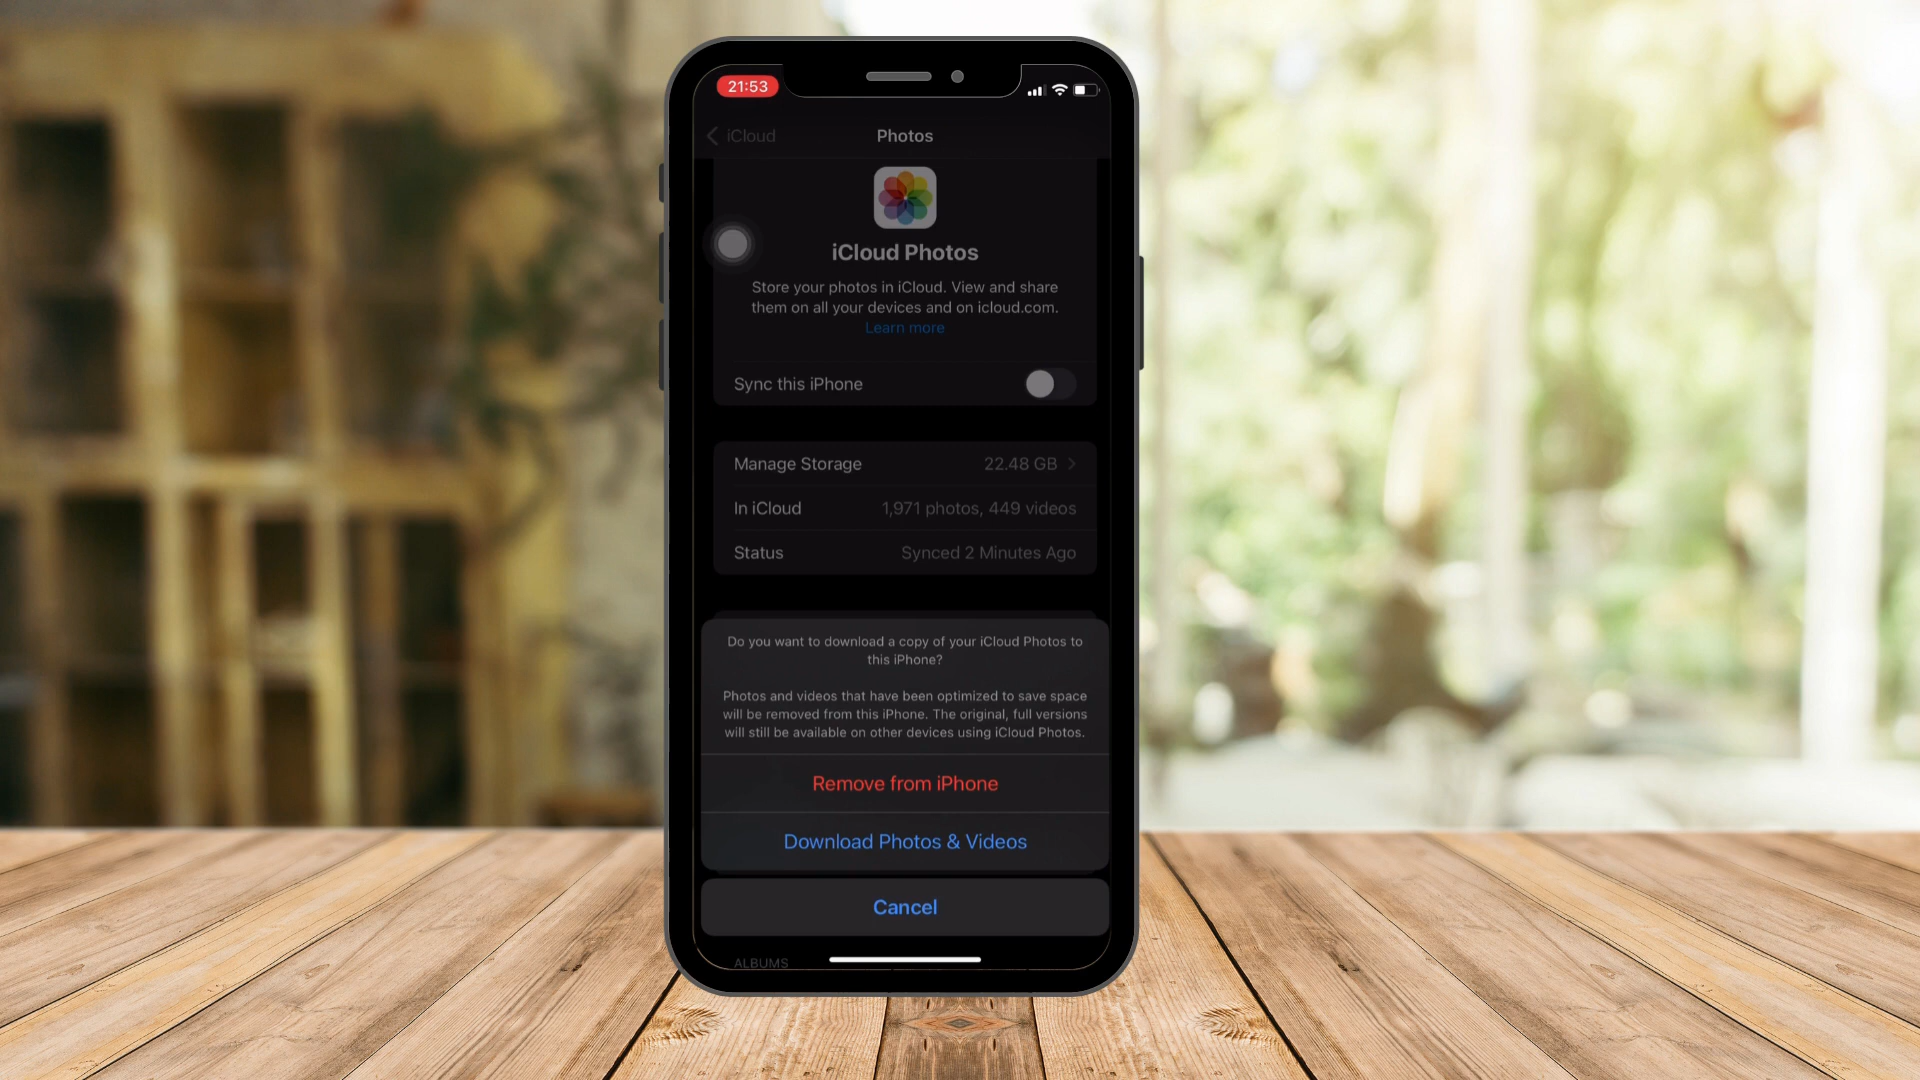 21:53
iCloud
Photos
iCloud Photos
Store your photos in iCloud. View and share
them on all your devices and on icloud.com.
Learn more
Sync this iPhone
Manage Storage 22.48 GB
In iCloud 1,971 photos, 449 videos
Status Synced 2 Minutes Ago
Do you want to download a copy of your iCloud Photos to
this iPhone?
Photos and videos that have been optimized to save space
will be removed from this iPhone. The original, full versions
will still be available on other devices using iCloud Photos.
Remove from iPhone
Download Photos & Videos
Cancel
ALBUMS